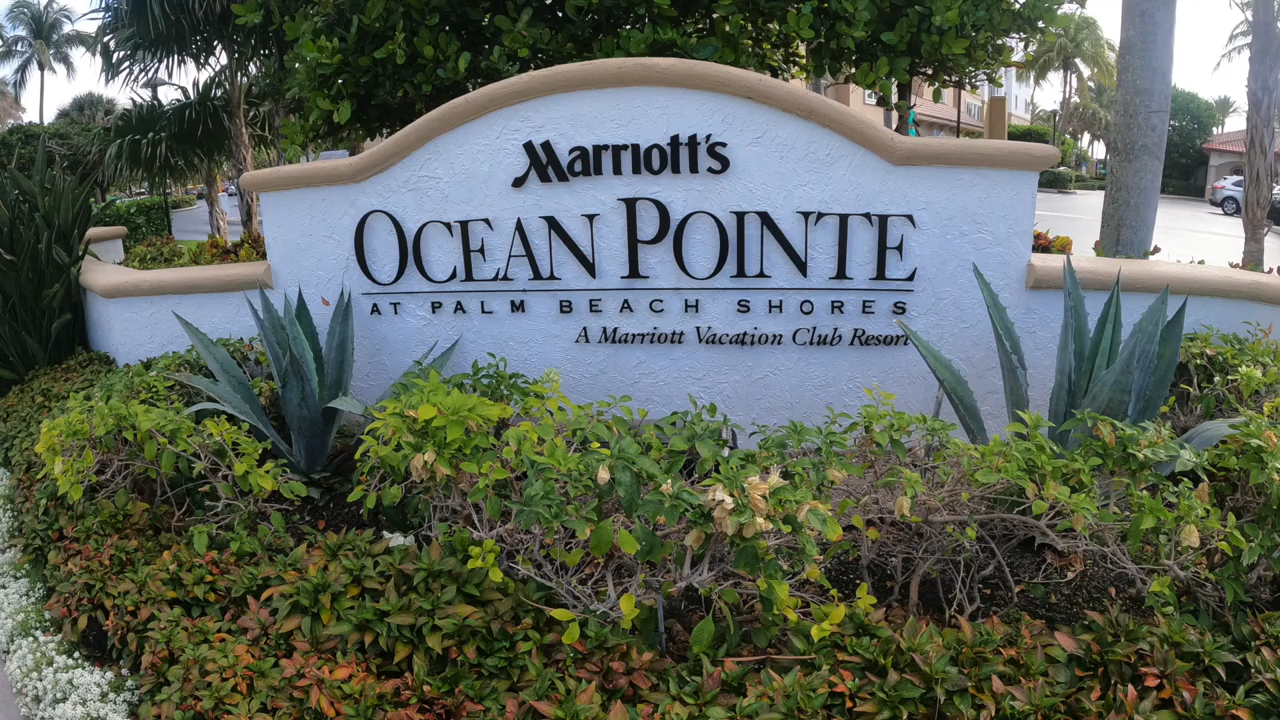 Marriott's
OCEAN POINTE
AT PALM BEACH SHORES
A Marriott Vacation Club Resort